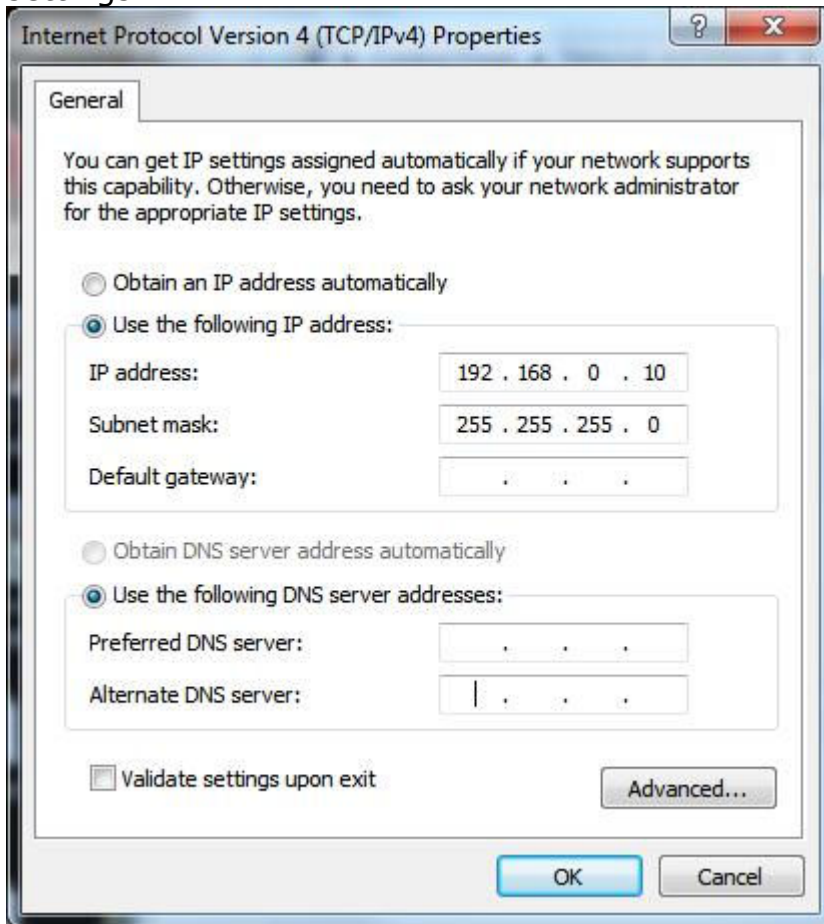 Internet Protocol Version 4 (TCP/IPv4) Properties
General
You can get IP settings assigned automatically if your network supports
this capability. Otherwise, you need to ask your network administrator
for the appropriate IP settings.
Obtain an IP address automatically
Use the following IP address:
IP address: 192 . 168 . 0 . 10
Subnet mask: 255 . 255 . 255 . 0
Default gateway: . . .
Obtain DNS server address automatically
Use the following DNS server addresses:
Preferred DNS server: . . .
Alternate DNS server: . . .
Validate settings upon exit
Advanced...
OK Cancel